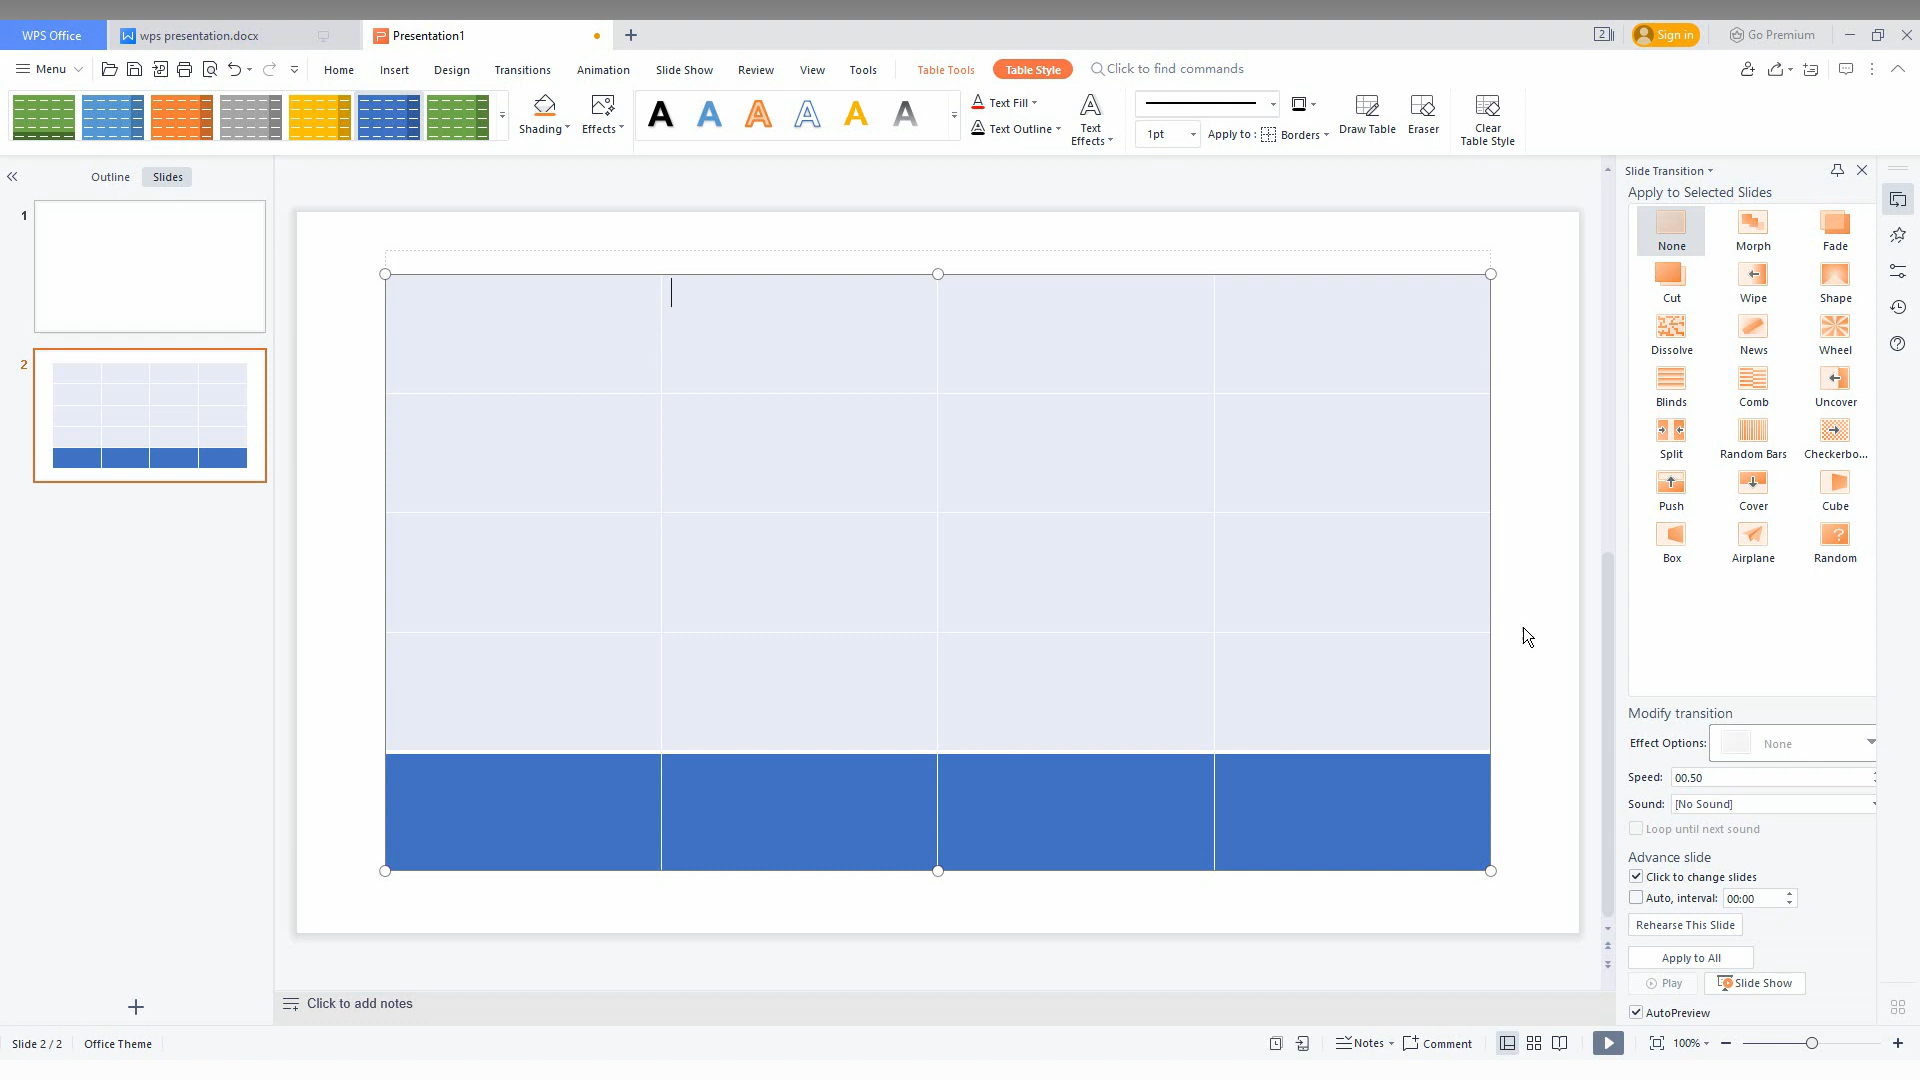 WPS Office
wps presentation.docx
Presentation1
2
Sign in
Go Premium
Menu
Home
Insert
Design
Transitions
Animation
Slide Show
Review
View
Tools
Table Tools
Table Style
Click to find commands
Shading
Effects
A A A A A A
Text Fill
Text Outline
Text Effects
1pt
Apply to :
Borders
Draw Table
Eraser
Clear
Table Style
Outline
Slides
1
2
Slide Transition
Apply to Selected Slides
None
Morph
Fade
Cut
Wipe
Shape
Dissolve
News
Wheel
Blinds
Comb
Uncover
Split
Random Bars
Checkerbo...
Push
Cover
Cube
Box
Airplane
Random
Modify transition
Effect Options:
None
Speed:
00.50
Sound:
[No Sound]
Loop until next sound
Advance slide
Click to change slides
Auto, interval:
00:00
Rehearse This Slide
Apply to All
Play
Slide Show
AutoPreview
Click to add notes
Slide 2 / 2
Office Theme
Notes
Comment
100%